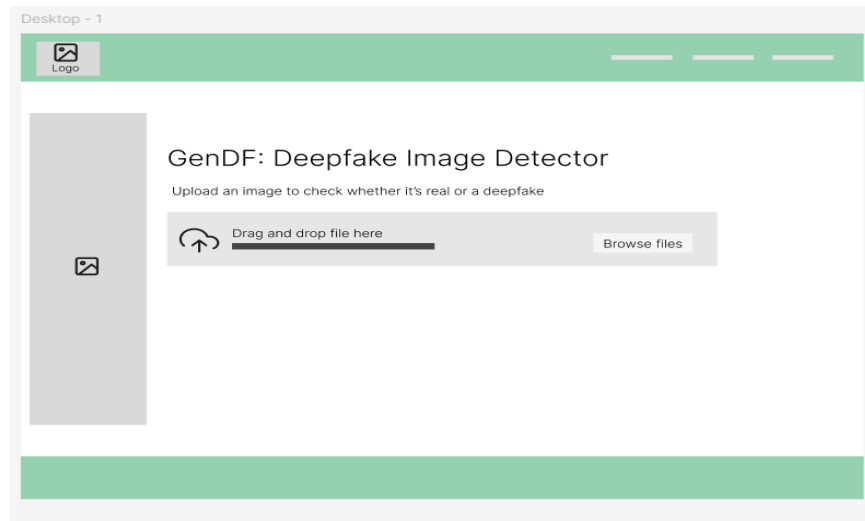 Desktop - 1
Logo
GenDF: Deepfake Image Detector
Upload an image to check whether it's real or a deepfake
Drag and drop file here
Browse files